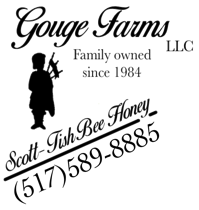 Gouge Farms
LLC
Family owned
since 1984
Scott-Tish Bee Honey
(517)589-8885